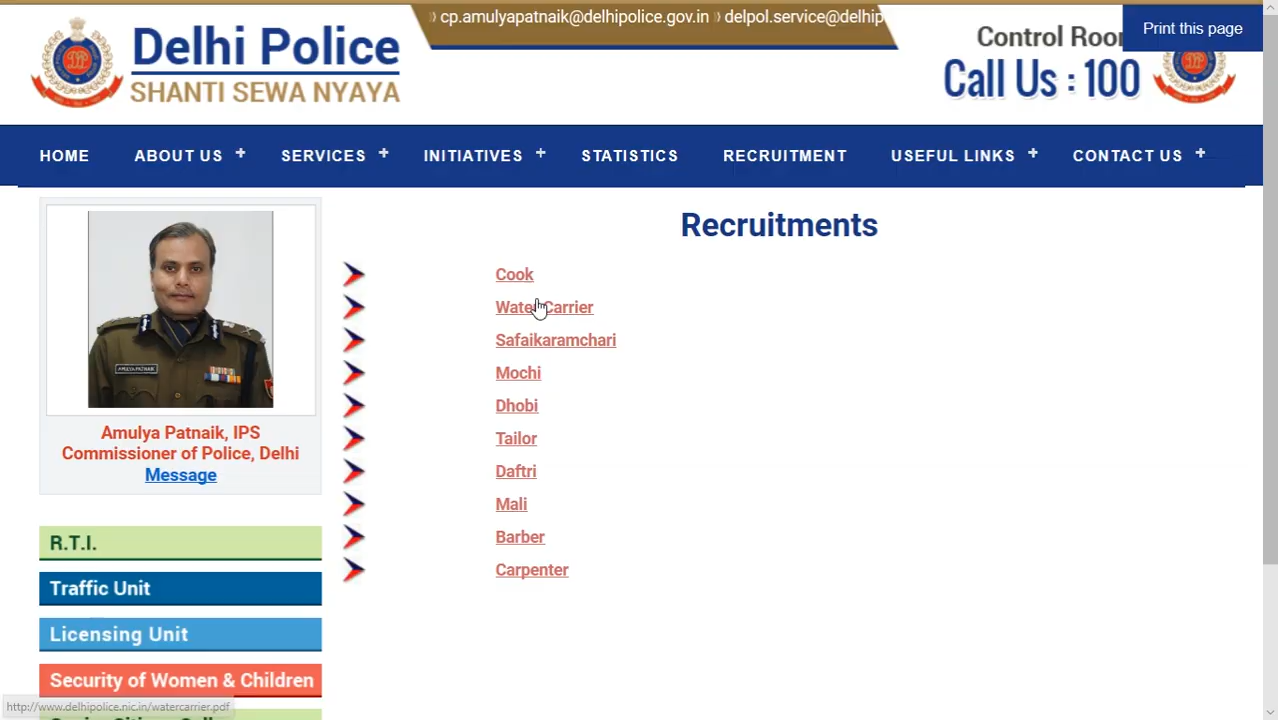 » cp.amulyapatnaik@delhipolice.gov.in » delpol.service@delhip
Print this page
Delhi Police
SHANTI SEWA NYAYA
Control Roo
Call Us : 100
HOME ABOUT US + SERVICES + INITIATIVES + STATISTICS RECRUITMENT USEFUL LINKS + CONTACT US +
Recruitments
AMULYA PATNAIK
Amulya Patnaik, IPS
Commissioner of Police, Delhi
Message
Cook
Water Carrier
Safaikaramchari
Mochi
Dhobi
Tailor
Daftri
Mali
Barber
Carpenter
R.T.I.
Traffic Unit
Licensing Unit
Security of Women & Children
http://www.delhipolice.nic.in/watercarrier.pdf